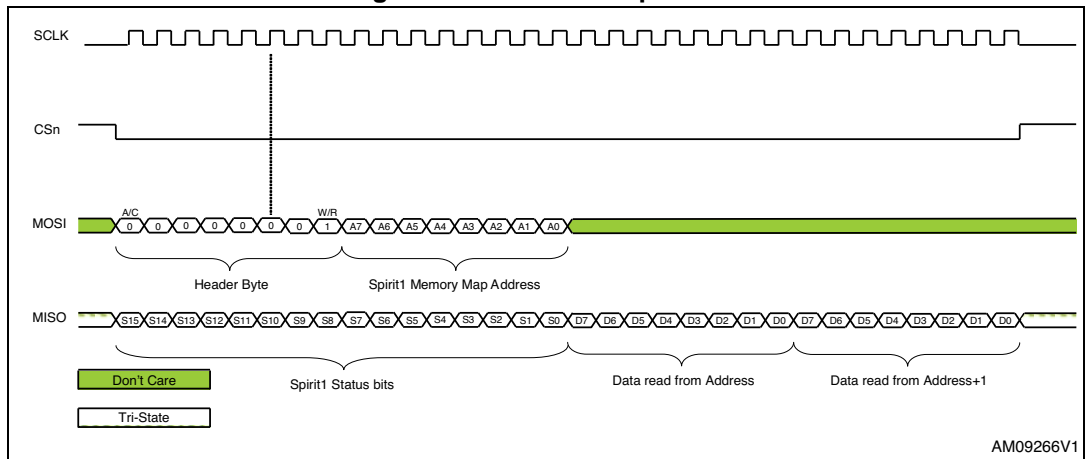 SCLK
CSn
A/C W/R
MOSI 0 0 0 0 0 0 0 1 A7 A6 A5 A4 A3 A2 A1 A0
Header Byte Spirit1 Memory Map Address
MISO S15 S14 S13 S12 S11 S10 S9 S8 S7 S6 S5 S4 S3 S2 S1 S0 D7 D6 D5 D4 D3 D2 D1 D0 D7 D6 D5 D4 D3 D2 D1 D0
Spirit1 Status bits Data read from Address Data read from Address+1
Don't Care
Tri-State
AM09266V1